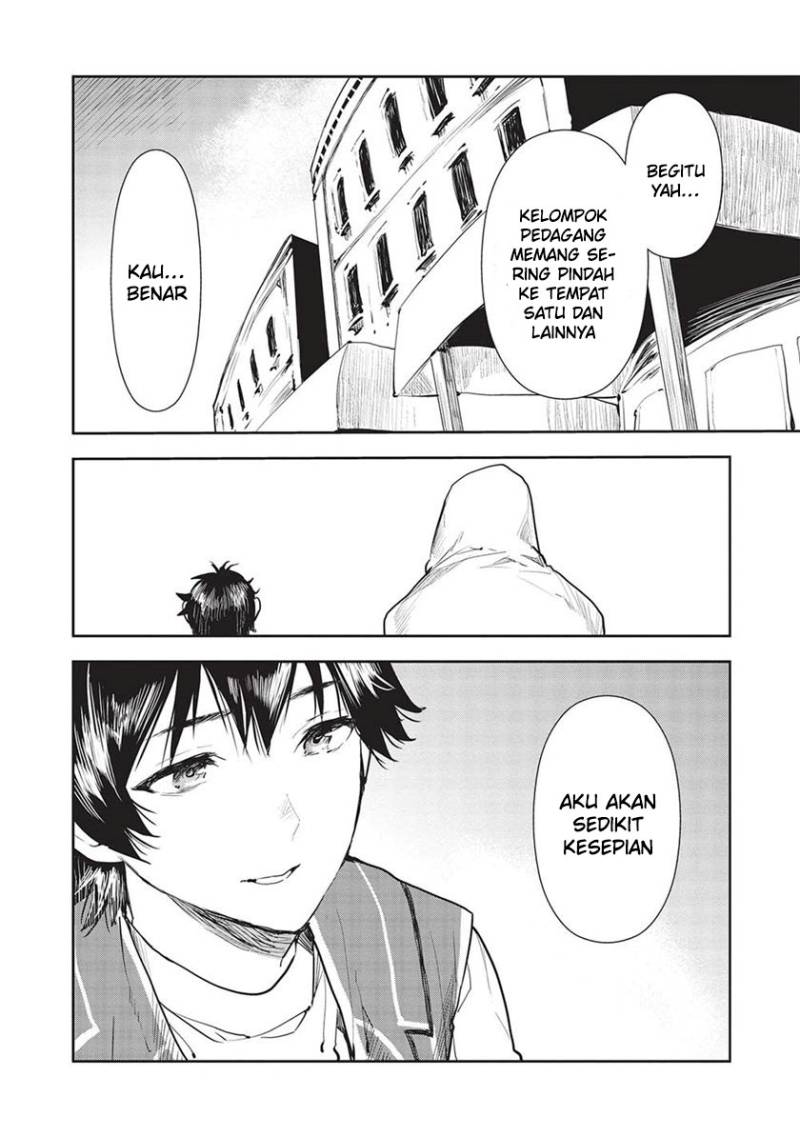 BEGITU
YAH...
KELOMPOK
PEDAGANG
MEMANG SE-
RING PINDAH
KE TEMPAT
SATU DAN
LAINNYA
KAU...
BENAR
AKU AKAN
SEDIKIT
KESEPIAN